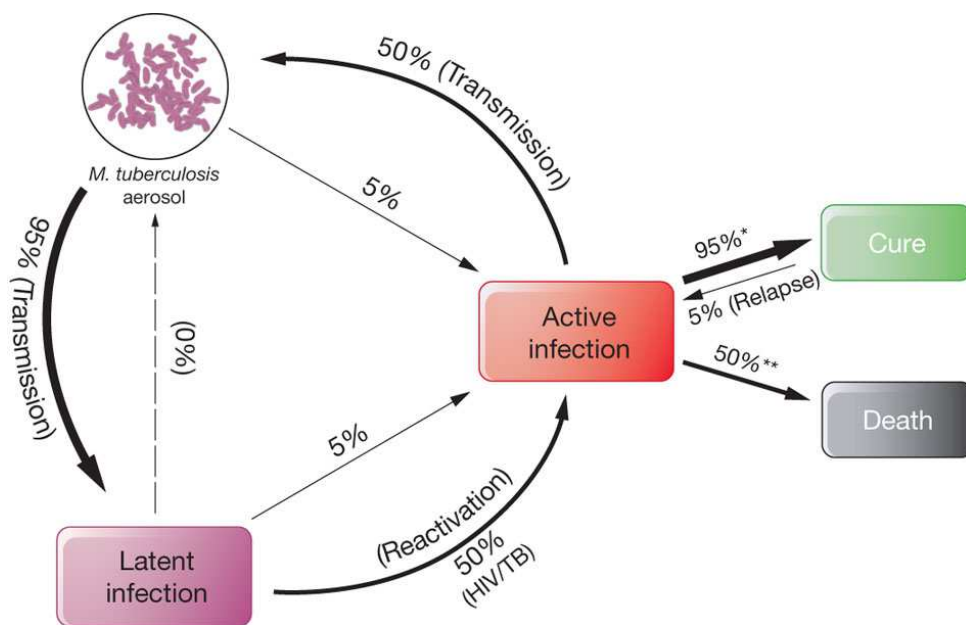 50% (Transmission)
M. tuberculosis
aerosol
5%
95% (Transmission)
(0%)
95%*
Cure
5% (Relapse)
Active
infection
50%**
Death
5%
(Reactivation)
50%
(HIV/TB)
Latent
infection